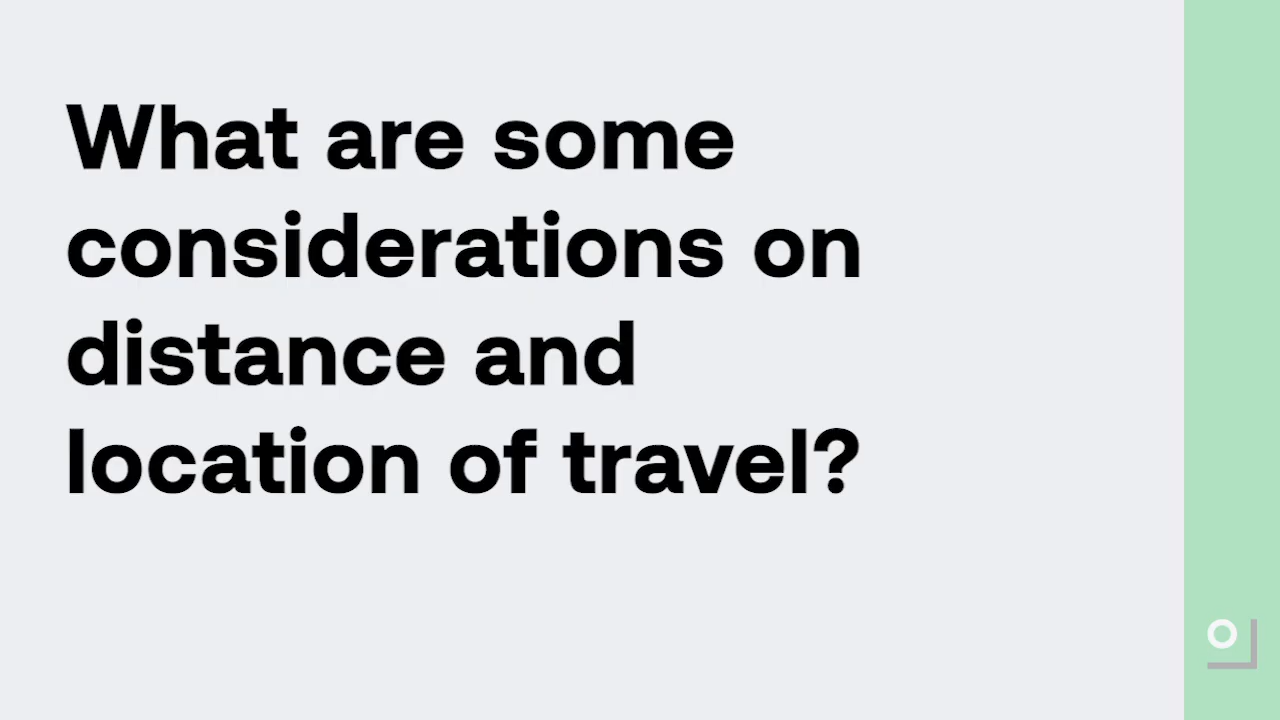 What are some
considerations on
distance and
location of travel?